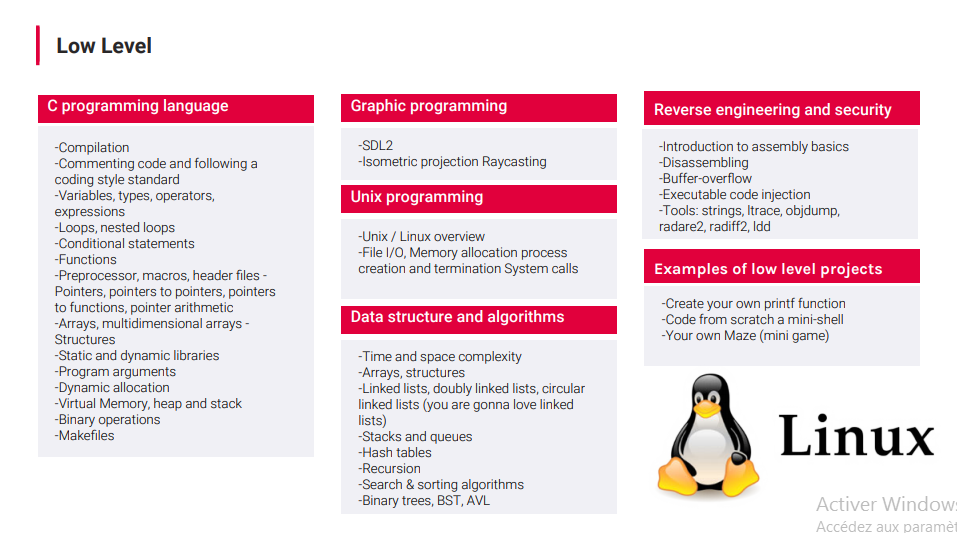 Low Level
C programming language
-Compilation
-Commenting code and following a
coding style standard
-Variables, types, operators,
expressions
-Loops, nested loops
-Conditional statements
-Functions
-Preprocessor, macros, header files -
Pointers, pointers to pointers, pointers
to functions, pointer arithmetic
-Arrays, multidimensional arrays -
Structures
-Static and dynamic libraries
-Program arguments
-Dynamic allocation
-Virtual Memory, heap and stack
-Binary operations
-Makefiles
Graphic programming
-SDL2
-Isometric projection Raycasting
Unix programming
-Unix / Linux overview
-File I/O, Memory allocation process
creation and termination System calls
Data structure and algorithms
-Time and space complexity
-Arrays, structures
-Linked lists, doubly linked lists, circular
linked lists (you are gonna love linked
lists)
-Stacks and queues
-Hash tables
-Recursion
-Search & sorting algorithms
-Binary trees, BST, AVL
Reverse engineering and security
-Introduction to assembly basics
-Disassembling
-Buffer-overflow
-Executable code injection
-Tools: strings, ltrace, objdump,
radare2, radiff2, ldd
Examples of low level projects
-Create your own printf function
-Code from scratch a mini-shell
-Your own Maze (mini game)
Linux
Activer Windows
Accédez aux paramèt